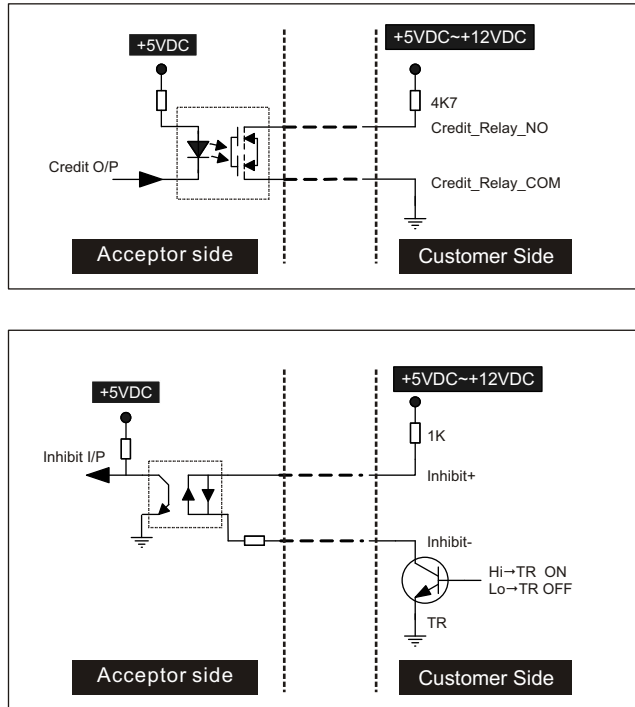 +5VDC
+5VDC~+12VDC
4K7
Credit_Relay_NO
Credit O/P
Credit_Relay_COM
Acceptor side
Customer Side
+5VDC
+5VDC~+12VDC
1K
Inhibit I/P
Inhibit+
Inhibit-
Hi→TR ON
Lo→TR OFF
TR
Acceptor side
Customer Side